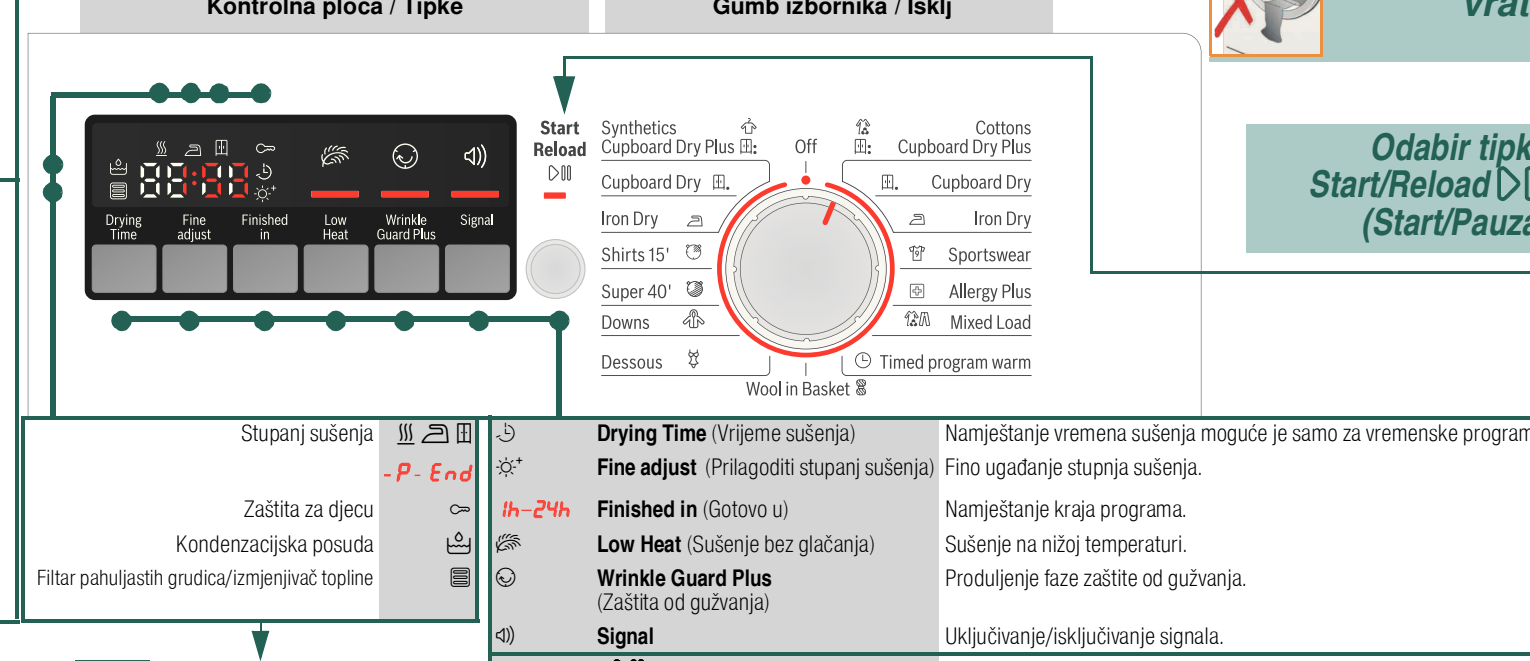 Kontrolna ploča / Tipke
Gumb izbornika / Isklj
Start
Reload
Drying
Time
Fine
adjust
Finished
in
Low
Heat
Wrinkle
Guard Plus
Signal
Synthetics
Cupboard Dry Plus
Cupboard Dry
Iron Dry
Shirts 15'
Super 40'
Downs
Dessous
Off
Wool in Basket
Cottons
Cupboard Dry Plus
Cupboard Dry
Iron Dry
Sportswear
Allergy Plus
Mixed Load
Timed program warm
Odabir
Start/Reload
Stupanj sušenja
-P- End
Zaštita za djecu
Kondenzacijska posuda
Filtar pahuljastih grudica/izmjenjivač topline
Drying Time (Vrijeme sušenja) Namještanje vremena sušenja moguće je samo za vremenske
Fine adjust (Prilagoditi stupanj sušenja) Fino ugađanje stupnja sušenja.
1h-24h Finished in (Gotovo u) Namještanje kraja programa.
Low Heat (Sušenje bez glačanja) Sušenje na nižoj temperaturi.
Wrinkle Guard Plus Produljenje faze zaštite od gužvanja.
(Zaštita od gužvanja)
Signal Uključivanje/isključivanje signala.